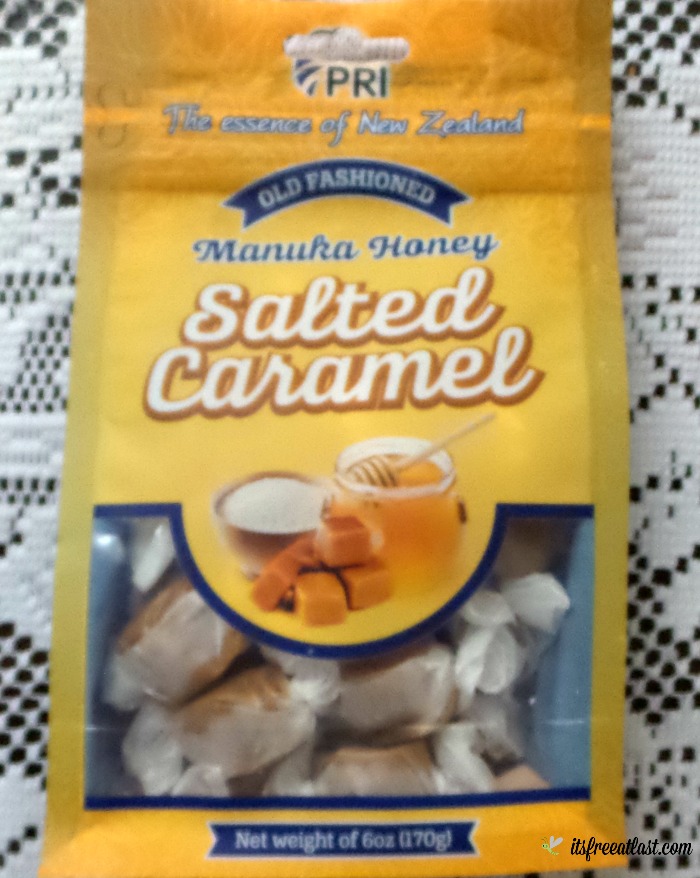 PRI
The essence of New Zealand
OLD FASHIONED
Manuka Honey
Salted
Caramel
Net weight of 6oz (170g)
itsfreeatlast.com